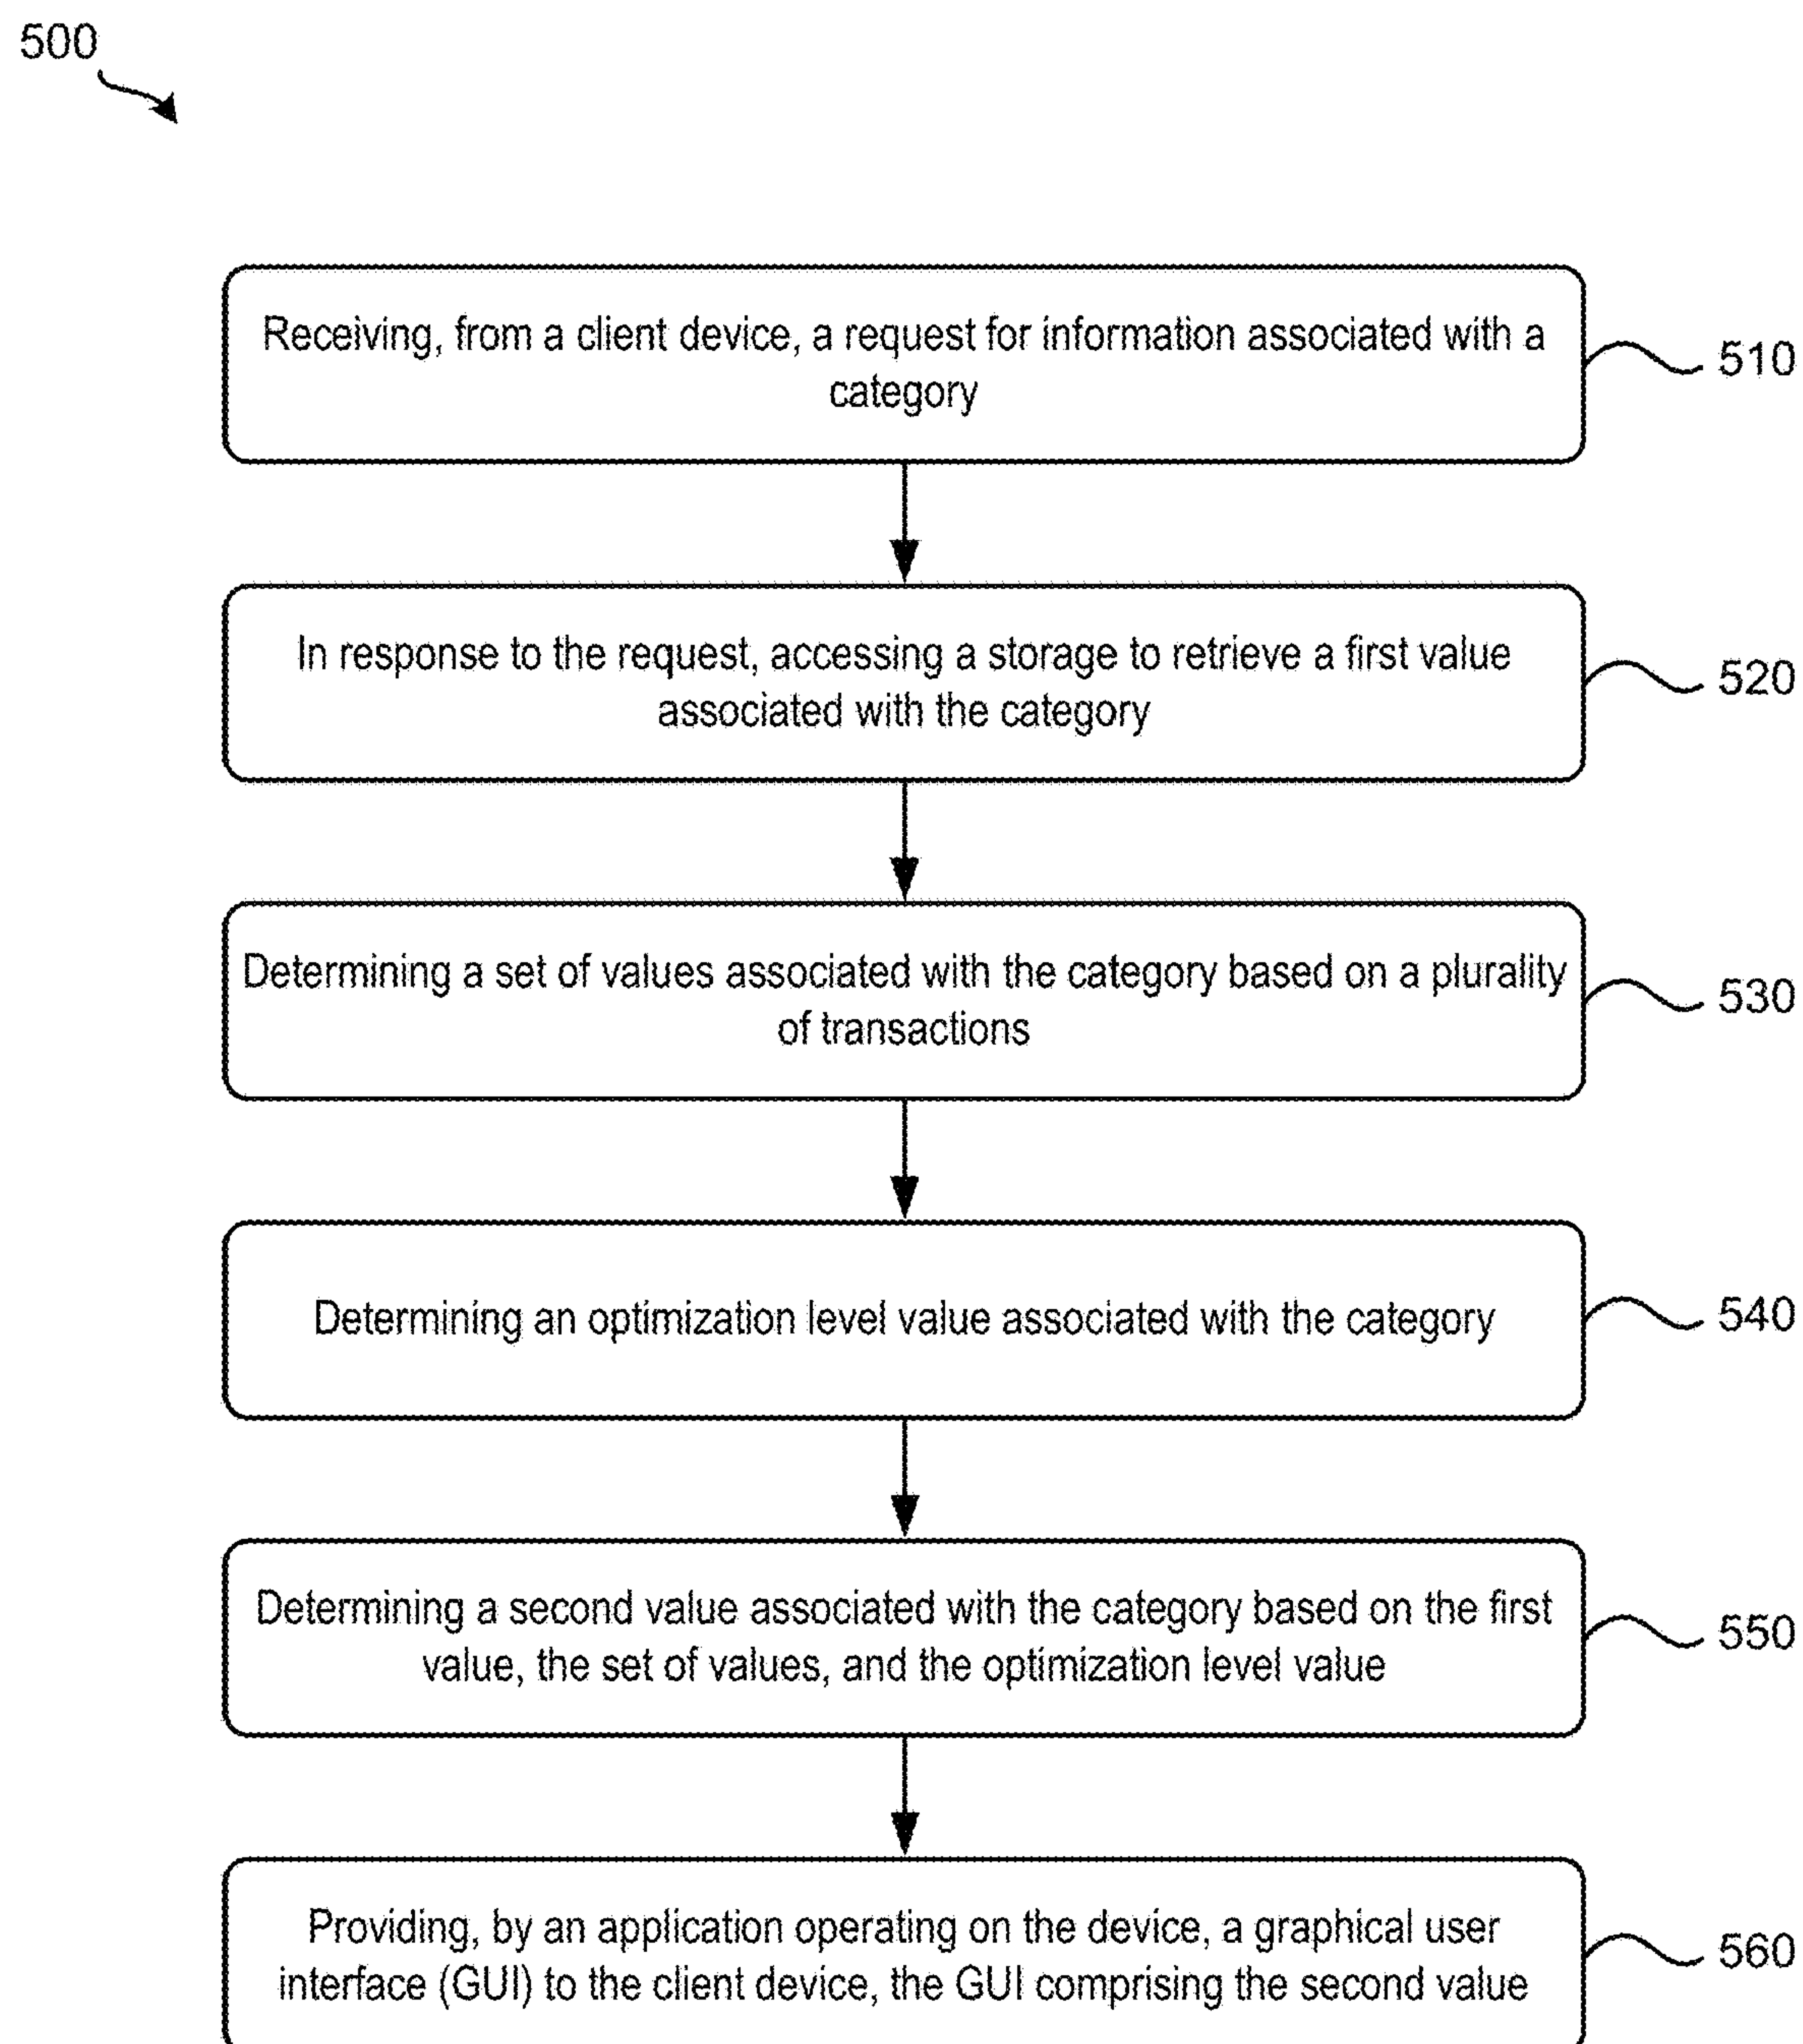 500
Receiving, from a client device, a request for information associated with a
category
510
In response to the request, accessing a storage to retrieve a first value
associated with the category
520
Determining a set of values associated with the category based on a plurality
of transactions
530
Determining an optimization level value associated with the category
540
Determining a second value associated with the category based on the first
value, the set of values, and the optimization level value
550
Providing, by an application operating on the device, a graphical user
interface (GUI) to the client device, the GUI comprising the second value
560